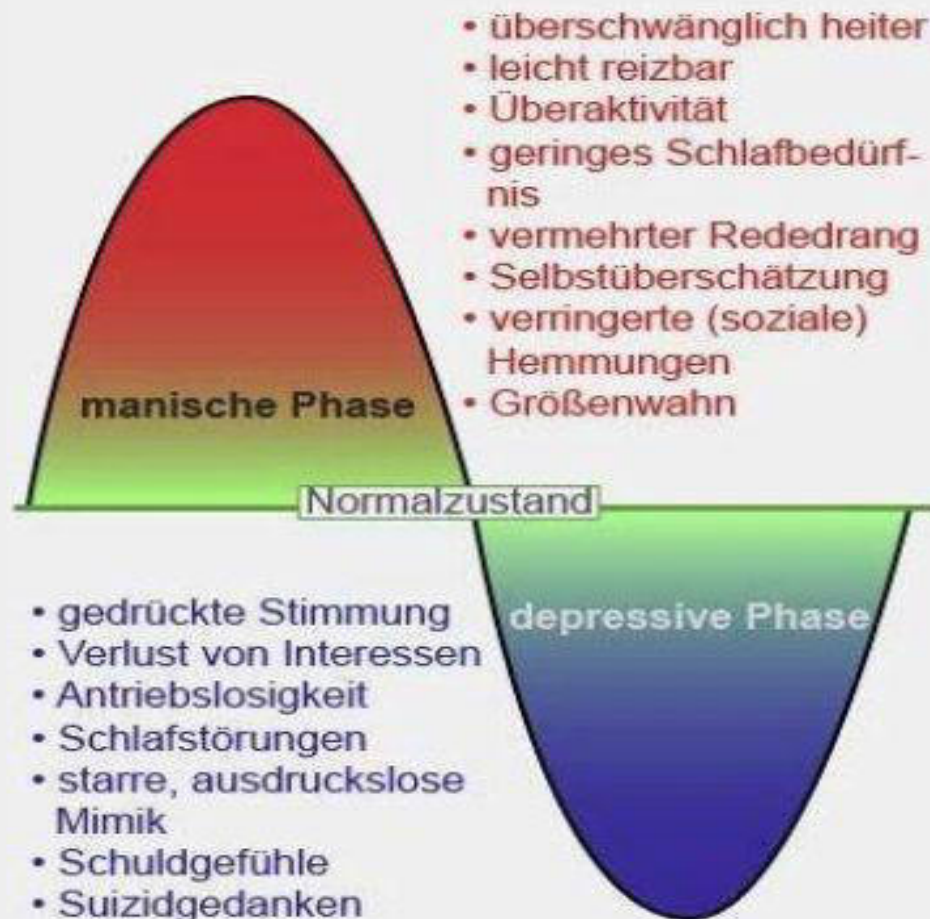 • überschwänglich heiter
• leicht reizbar
• Überaktivität
• geringes Schlafbedürf-
nis
• vermehrter Rededrang
• Selbstüberschätzung
• verringerte (soziale)
Hemmungen
• Größenwahn
manische Phase
Normalzustand
depressive Phase
• gedrückte Stimmung
• Verlust von Interessen
• Antriebslosigkeit
• Schlafstörungen
• starre, ausdruckslose
Mimik
• Schuldgefühle
• Suizidgedanken